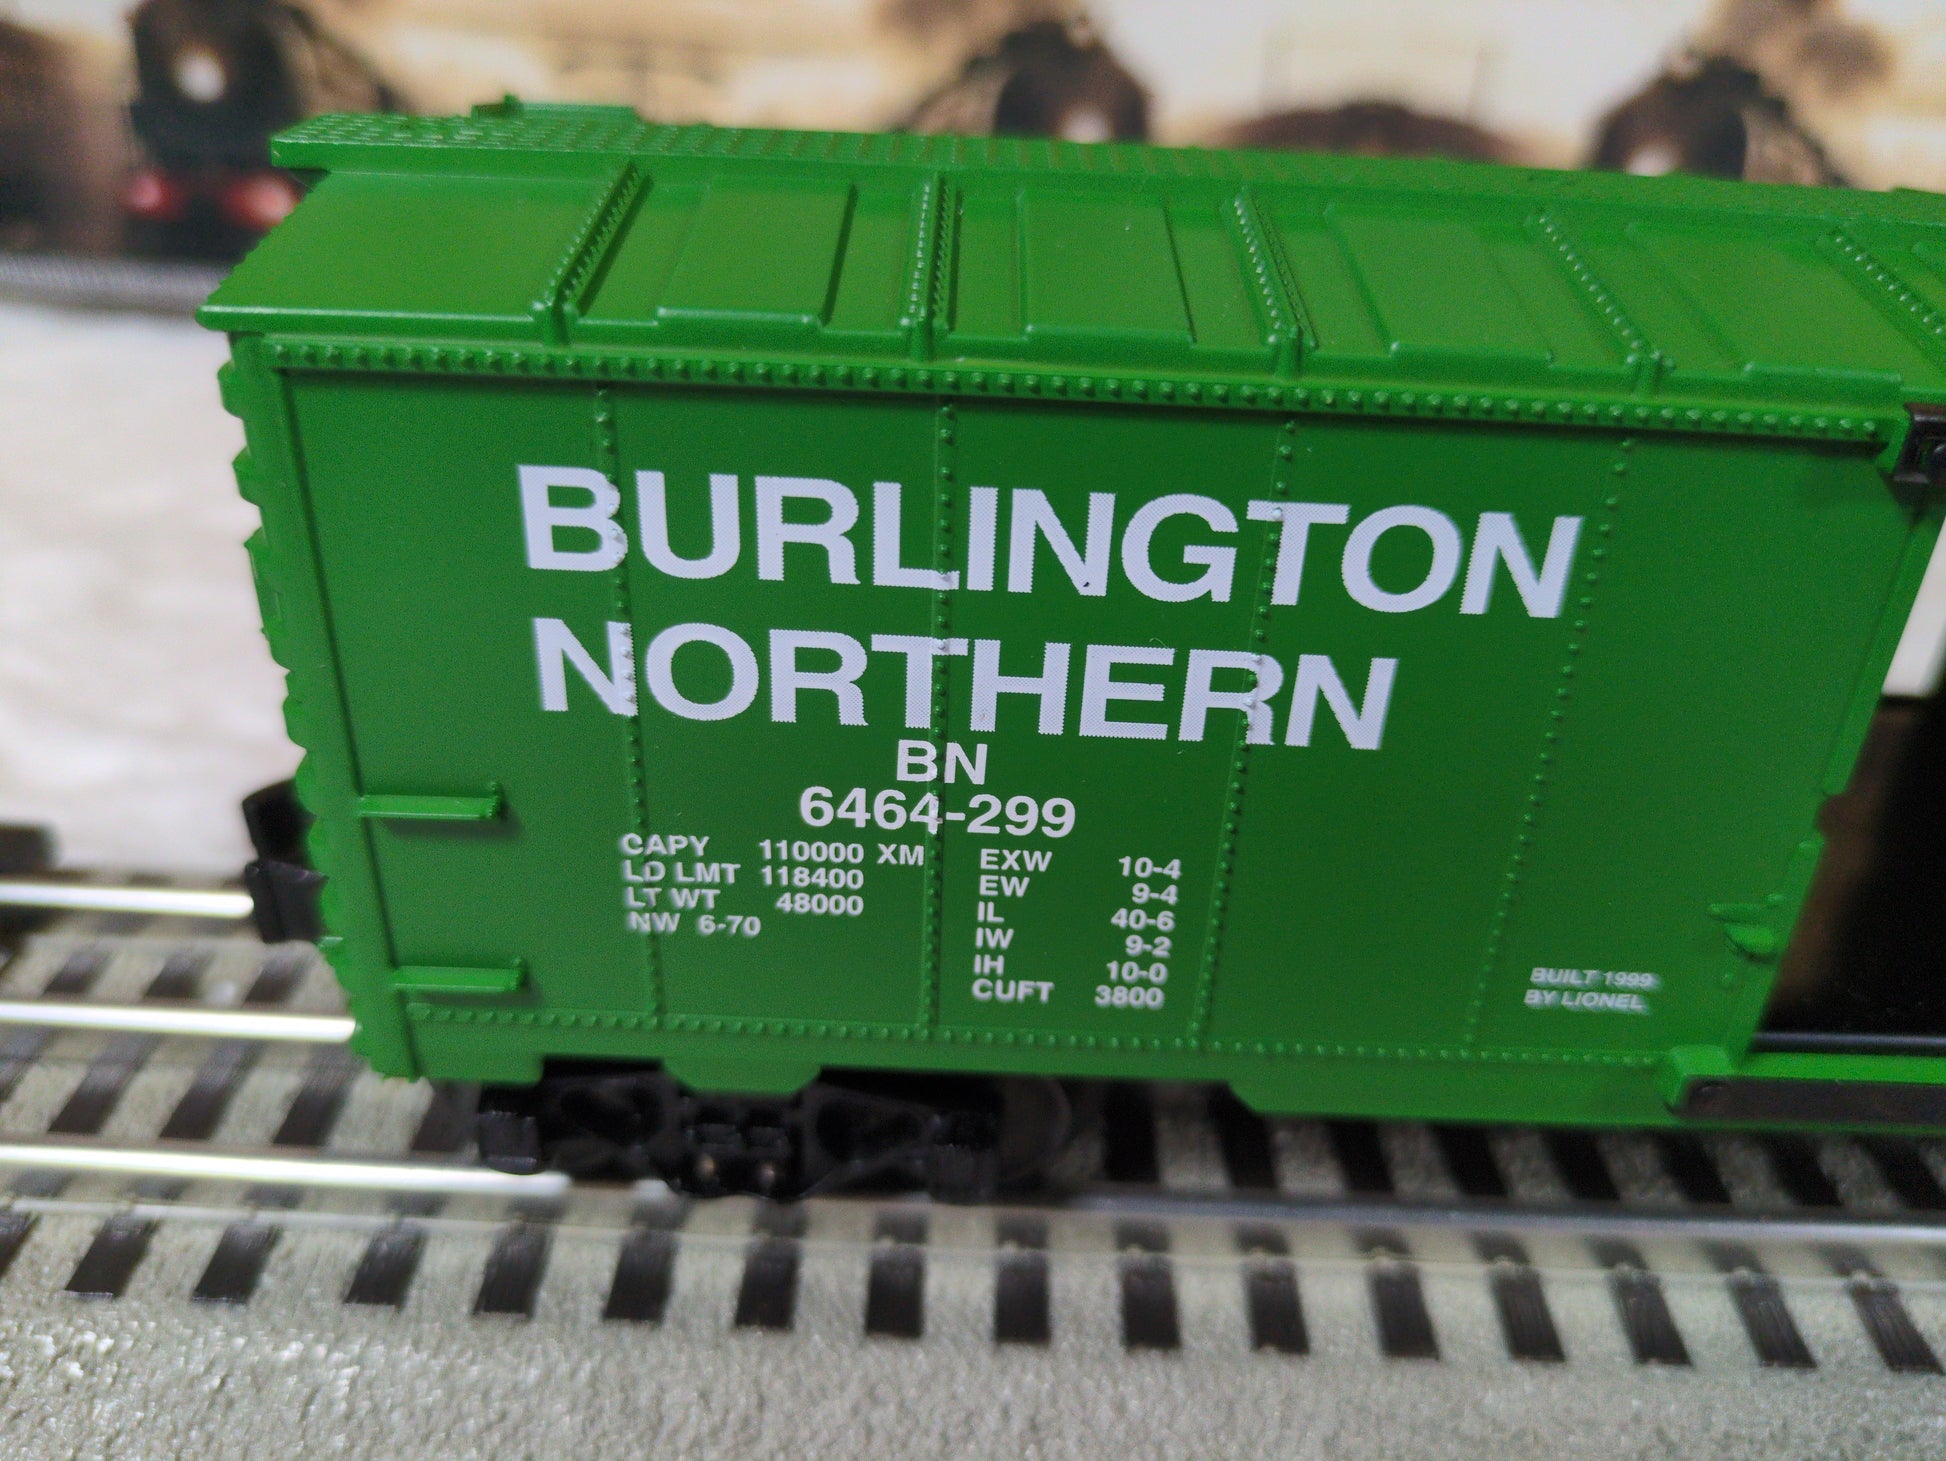 BURLINGTON
NORTHERN
BN
6464-299
CAPY 110000 XM
LD LMT 118400
LT WT 48000
NW 6-70
EXW 10-4
EW 9-4
IL 40-6
IW 9-2
IH 10-0
CUFT 3800
BUILT 1999
BY LIONEL